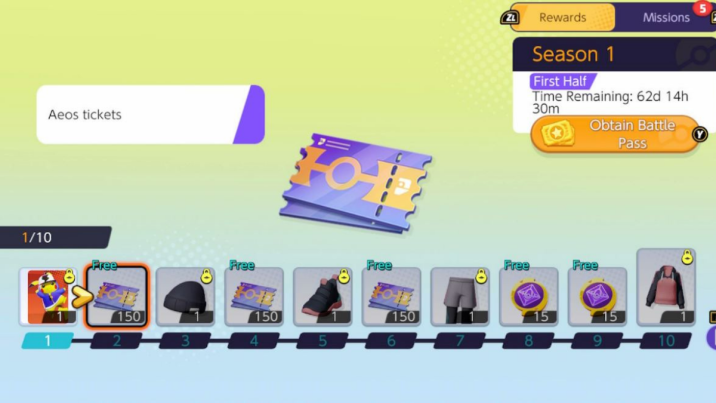 ZL
Rewards
Missions
5
Season 1
First Half
Time Remaining: 62d 14h
30m
Obtain Battle
Pass
Y
Aeos tickets
1/10
Free
Free
Free
Free
Free
1
150
1
150
1
150
1
15
15
1
1
2
3
4
5
6
7
8
9
10